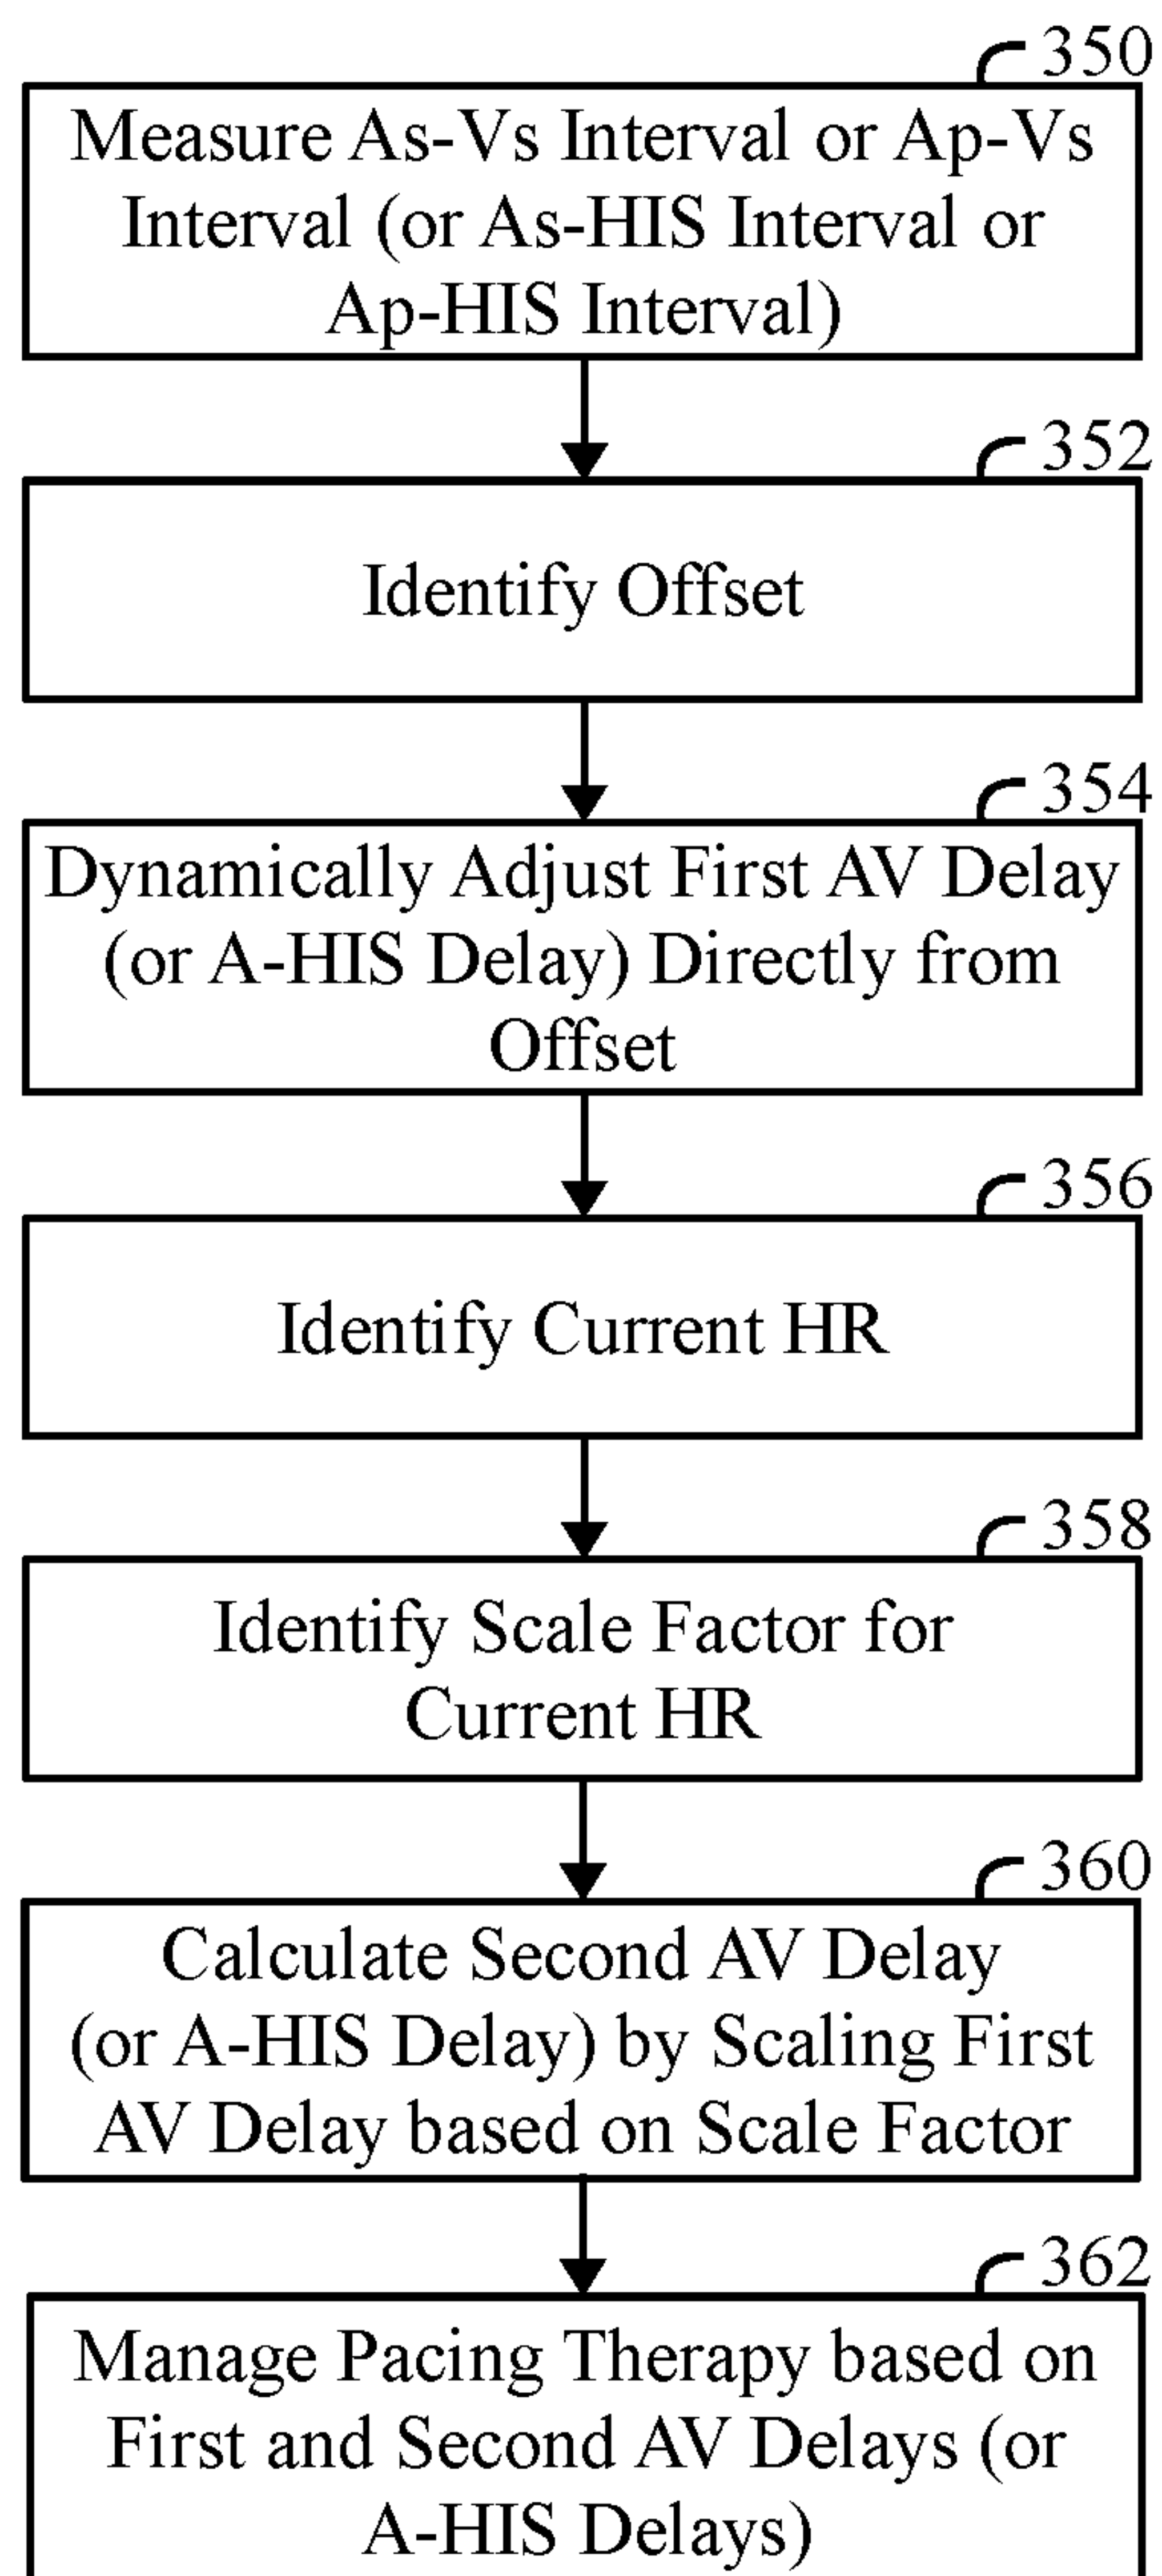 350
Measure As-Vs Interval or Ap-Vs
Interval (or As-HIS Interval or
Ap-HIS Interval)
352
Identify Offset
354
Dynamically Adjust First AV Delay
(or A-HIS Delay) Directly from
Offset
356
Identify Current HR
358
Identify Scale Factor for
Current HR
360
Calculate Second AV Delay
(or A-HIS Delay) by Scaling First
AV Delay based on Scale Factor
362
Manage Pacing Therapy based on
First and Second AV Delays (or
A-HIS Delays)